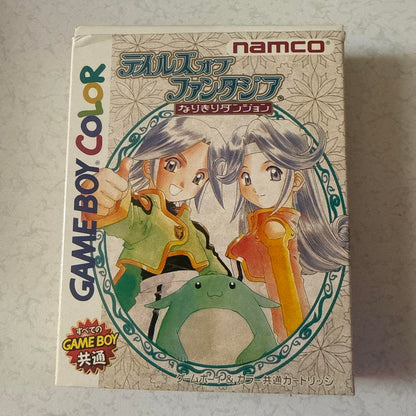 namco
テイルズ オブ
ファンタジア
なりきりダンジョン
GAME BOY COLOR
すべての
GAME BOY
共通
ゲームボーイ&カラー共通カートリッジ